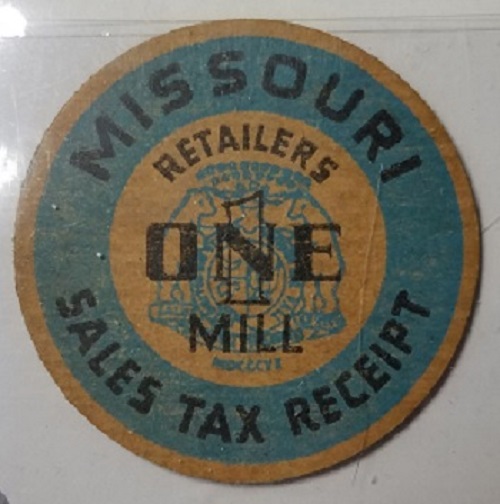 MISSOURI
RETAILERS
1
ONE
MILL
SALES TAX RECEIPT